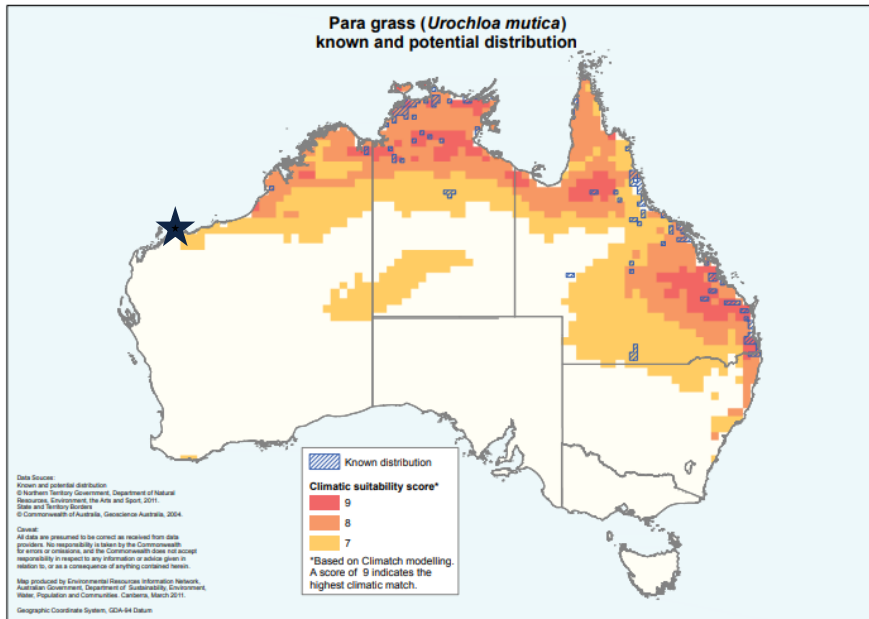 Para grass (Urochloa mutica)
known and potential distribution
Data Souces:
Known and potential distribution
© Northern Territory Government, Department of Natural
Resources, Environment, the Arts and Sport, 2011.
State and Territory Borders
© Commonwealth of Australia, Geoscience Australia, 2004.
Caveat:
All data are presumed to be correct as received from data
providers. No responsibility is taken by the Commonwealth
for errors or omissions, and the Commonwealth does not accept
responsibility in respect to any information or advice given in
relation to, or as a consequence of anything contained herein.
Map produced by Environmental Resources Information Network,
Australian Government, Department of Sustainability, Environment,
Water, Population and Communities. Canberra, March 2011.
Geographic Coordinate System, GDA-94 Datum
Known distribution
Climatic suitability score*
9
8
7
*Based on Climatch modelling.
A score of 9 indicates the
highest climatic match.